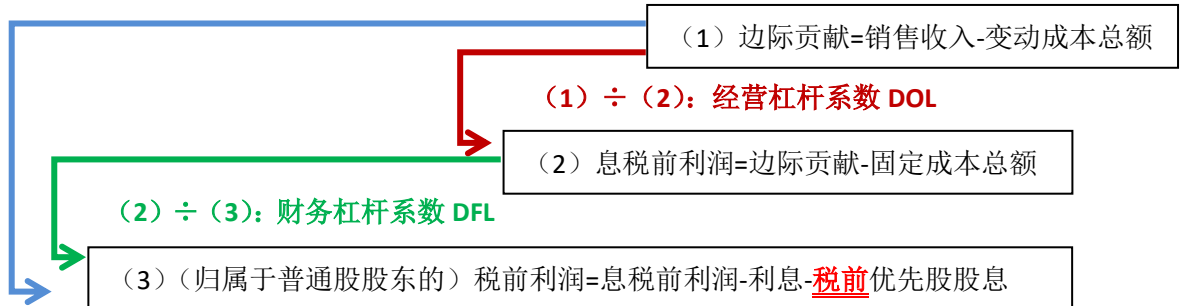 （1）边际贡献=销售收入-变动成本总额
（1）÷（2）：经营杠杆系数 DOL
（2）息税前利润=边际贡献-固定成本总额
（2）÷（3）：财务杠杆系数 DFL
（3）（归属于普通股股东的）税前利润=息税前利润-利息-税前优先股股息